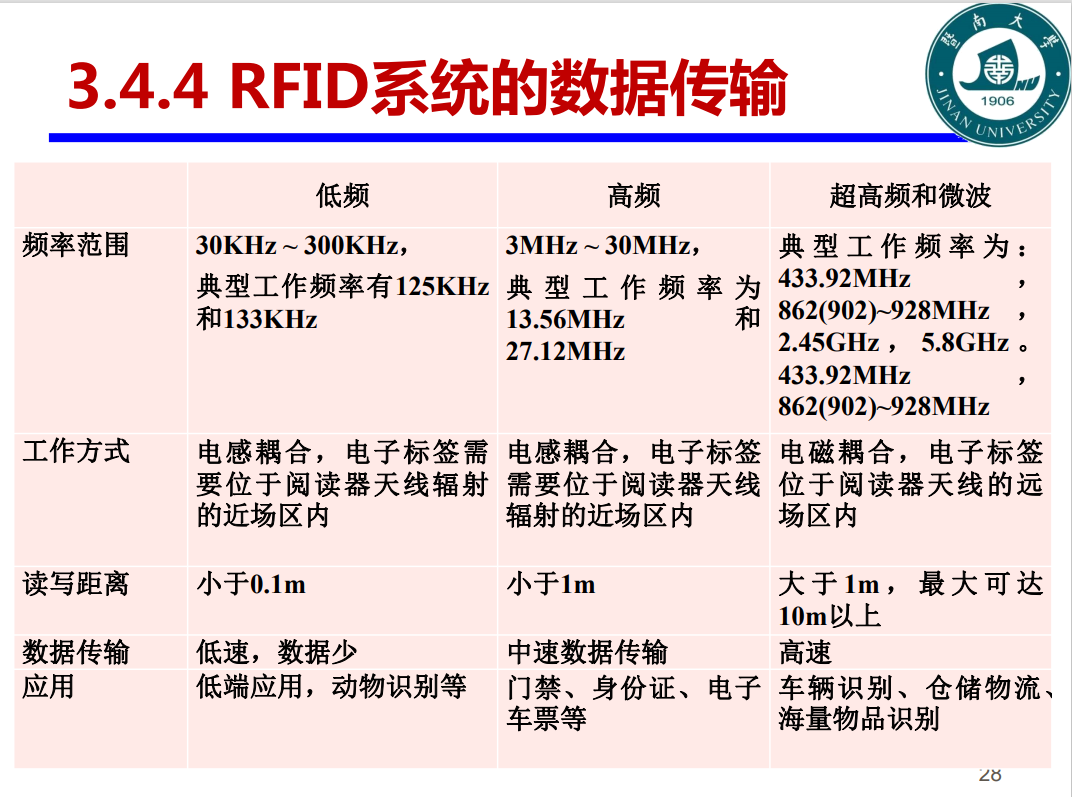 3.4.4 RFID系统的数据传输
暨南大学
1906
JNU
JINAN UNIVERSITY
低频
高频
超高频和微波
频率范围
30KHz ~ 300KHz，
典型工作频率有125KHz
和133KHz
3MHz ~ 30MHz，
典型工作频率为
13.56MHz 和
27.12MHz
典型工作频率为：
433.92MHz ，
862(902)~928MHz ，
2.45GHz ， 5.8GHz 。
433.92MHz ，
862(902)~928MHz
工作方式
电感耦合，电子标签需
要位于阅读器天线辐射
的近场区内
电感耦合，电子标签
需要位于阅读器天线
辐射的近场区内
电磁耦合，电子标签
位于阅读器天线的远
场区内
读写距离
小于0.1m
小于1m
大于1m，最大可达
10m以上
数据传输
低速，数据少
中速数据传输
高速
应用
低端应用，动物识别等
门禁、身份证、电子
车票等
车辆识别、仓储物流、
海量物品识别
28